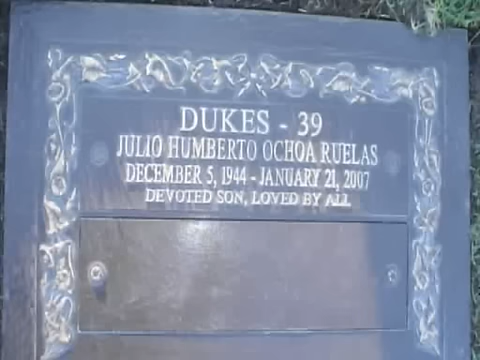 DUKES - 39
JULIO HUMBERTO OCHOA RUELAS
DECEMBER 5, 1944 - JANUARY 21, 2007
DEVOTED SON, LOVED BY ALL